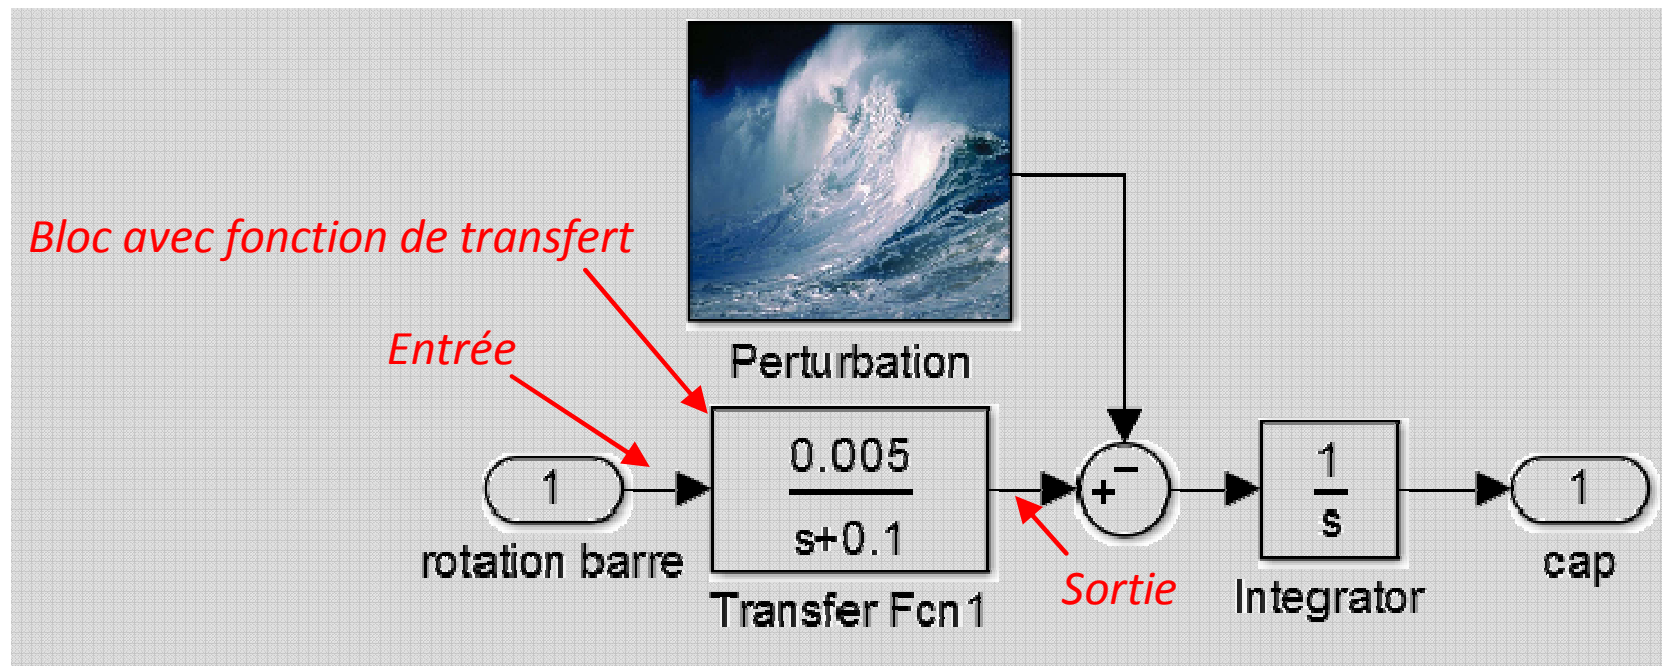 Bloc avec fonction de transfert
Entrée
Perturbation
1
rotation barre
0.005
s+0.1
Transfer Fcn1
Sortie
−
+
1
s
Integrator
1
cap